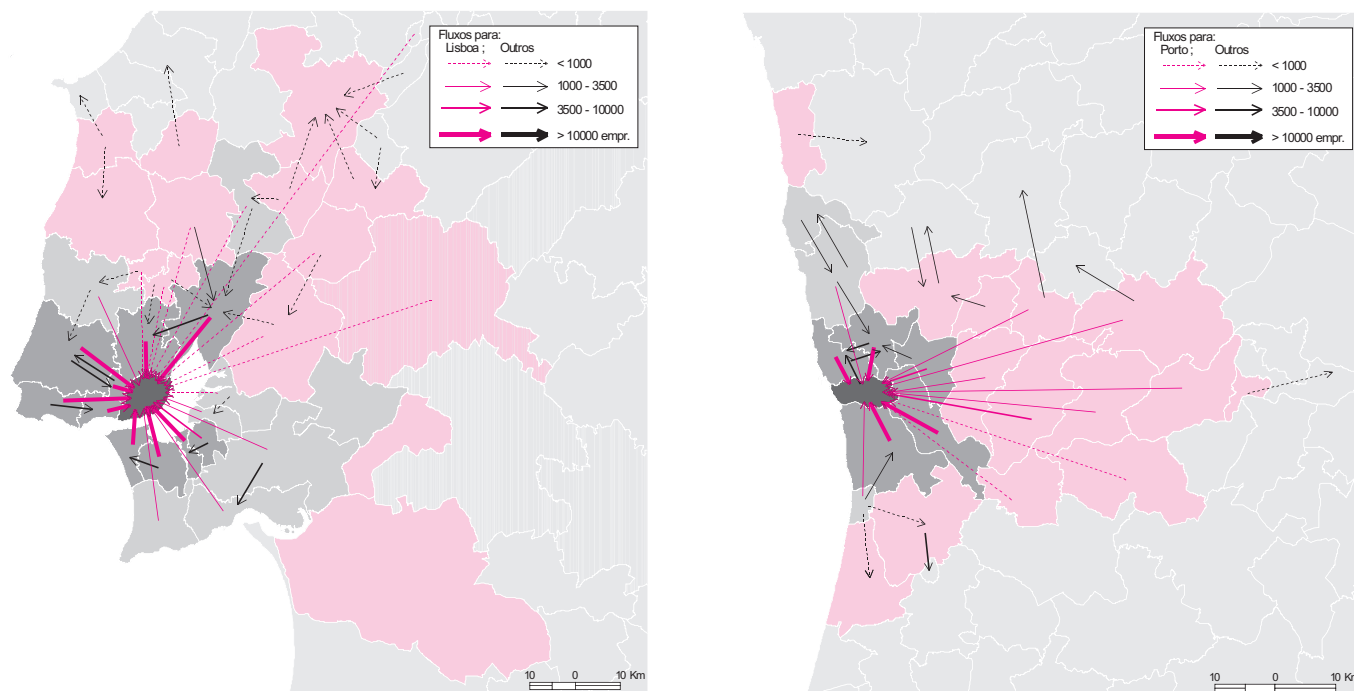 Fluxos para:
Lisboa ; Outros
< 1000
1000 - 3500
3500 - 10000
> 10000 empr.
10 0 10 Km
Fluxos para:
Porto ; Outros
< 1000
1000 - 3500
3500 - 10000
> 10000 empr.
10 0 10 Km